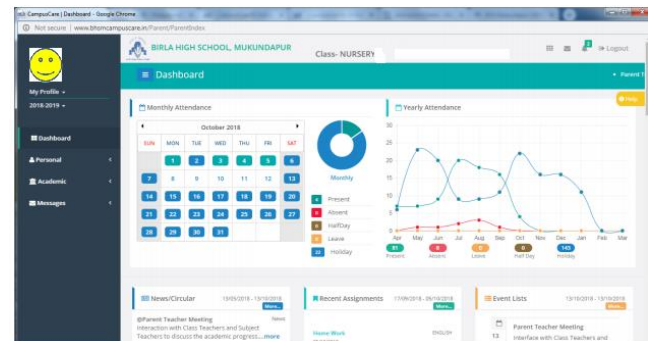 CampusCare | Dashboard - Google Chrome
Not secure | www.bhsmcampuscare.in/Parent/ParentIndex
BIRLA HIGH SCHOOL, MUKUNDAPUR
Class- NURSERY
Logout
Dashboard
Parent
My Profile
2018-2019
Help
Dashboard
Personal
Academic
Messages
Monthly Attendance
October 2018
SUN MON TUE WED THU FRI SAT
1 2 3 4 5 6
7 8 9 10 11 12 13
14 15 16 17 18 19 20
21 22 23 24 25 26 27
28 29 30 31
Monthly
Present
Absent
HalfDay
Leave
22 Holiday
Yearly Attendance
30
25
20
15
10
5
Apr May Jun Jul Aug Sep Oct Nov Dec Jan Feb Mar
81 8 0 0 143
Present Absent Leave Half Day Holiday
News/Circular
More...
@Parent Teacher Meeting News
Interaction with Class Teachers and Subject
Teachers to discuss the academic progress....more
Recent Assignments
More...
Home Work ENGLISH
Event Lists
More...
Parent Teacher Meeting
13 Interface with Class Teachers and